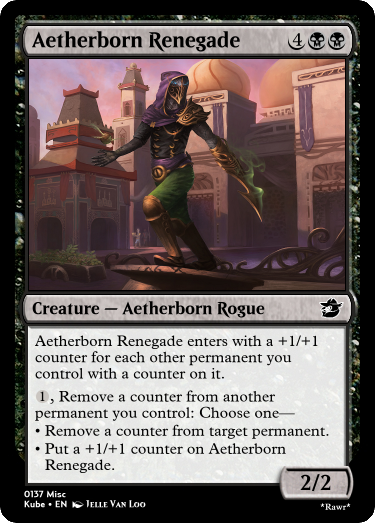 Aetherborn Renegade 4
Creature — Aetherborn Rogue
Aetherborn Renegade enters with a +1/+1
counter for each other permanent you
control with a counter on it.
1, Remove a counter from another
permanent you control: Choose one—
• Remove a counter from target permanent.
• Put a +1/+1 counter on Aetherborn
Renegade.
2/2
0137 Misc
Kube • EN Jelle Van Loo
*Rawr*